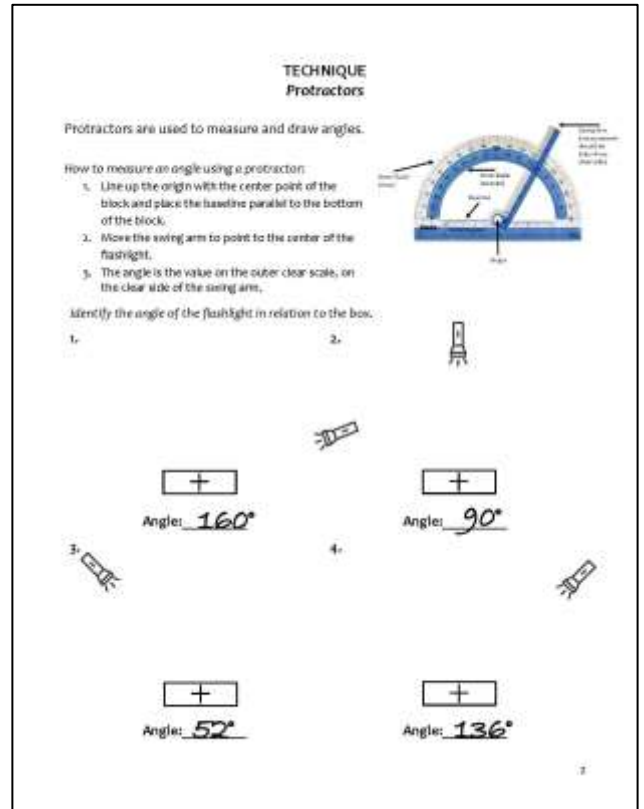 TECHNIQUE
Protractors
Protractors are used to measure and draw angles.
How to measure an angle using a protractor:
1. Line up the origin with the center point of the
block and place the baseline parallel to the bottom
of the block.
2. Move the swing arm to point to the center of the
flashlight.
3. The angle is the value on the outer clear scale, on
the clear side of the swing arm.
Identify the angle of the flashlight in relation to the box.
1.
2.
Angle: 160°
Angle: 90°
3.
4.
Angle: 52°
Angle: 136°